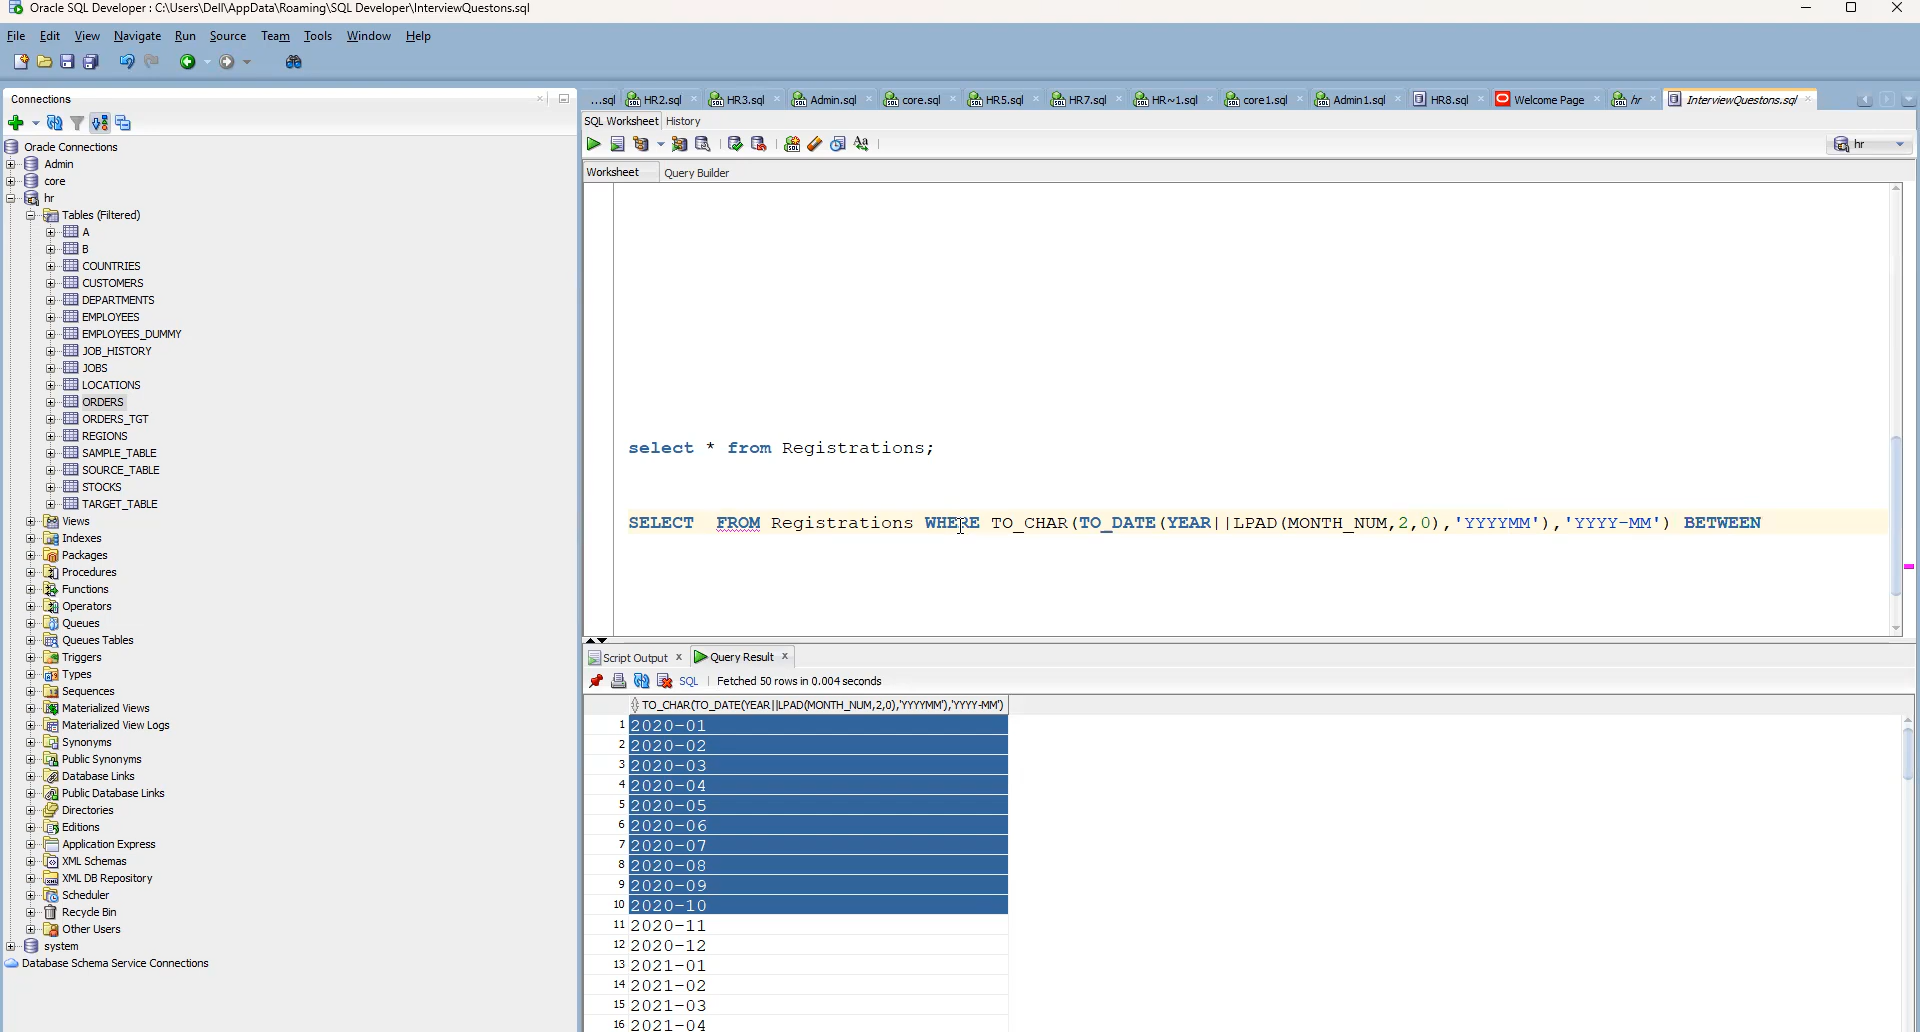 Oracle SQL Developer : C:\Users\Dell\AppData\Roaming\SQL Developer\InterviewQuestons.sql
File Edit View Navigate Run Source Team Tools Window Help
Connections
Oracle Connections
Admin
core
hr
Tables (Filtered)
A
B
COUNTRIES
CUSTOMERS
DEPARTMENTS
EMPLOYEES
EMPLOYEES_DUMMY
JOB_HISTORY
JOBS
LOCATIONS
ORDERS
ORDERS_TGT
REGIONS
SAMPLE_TABLE
SOURCE_TABLE
STOCKS
TARGET_TABLE
Views
Indexes
Packages
Procedures
Functions
Operators
Queues
Queues Tables
Triggers
Types
Sequences
Materialized Views
Materialized View Logs
Synonyms
Public Synonyms
Database Links
Public Database Links
Directories
Editions
Application Express
XML Schemas
XML DB Repository
Scheduler
Recycle Bin
Other Users
system
Database Schema Service Connections
...sql HR2.sql HR3.sql Admin.sql core.sql HR5.sql HR7.sql HR~1.sql core1.sql Admin1.sql HR8.sql Welcome Page hr InterviewQuestons.sql
SQL Worksheet History
hr
Worksheet Query Builder
select * from Registrations;
SELECT  FROM Registrations WHERE TO_CHAR(TO_DATE(YEAR||LPAD(MONTH_NUM,2,0),'YYYYMM'),'YYYY-MM') BETWEEN
Script Output Query Result
SQL Fetched 50 rows in 0.004 seconds
TO_CHAR(TO_DATE(YEAR||LPAD(MONTH_NUM,2,0),'YYYYMM'),'YYYY-MM')
1 2020-01
2 2020-02
3 2020-03
4 2020-04
5 2020-05
6 2020-06
7 2020-07
8 2020-08
9 2020-09
10 2020-10
11 2020-11
12 2020-12
13 2021-01
14 2021-02
15 2021-03
16 2021-04